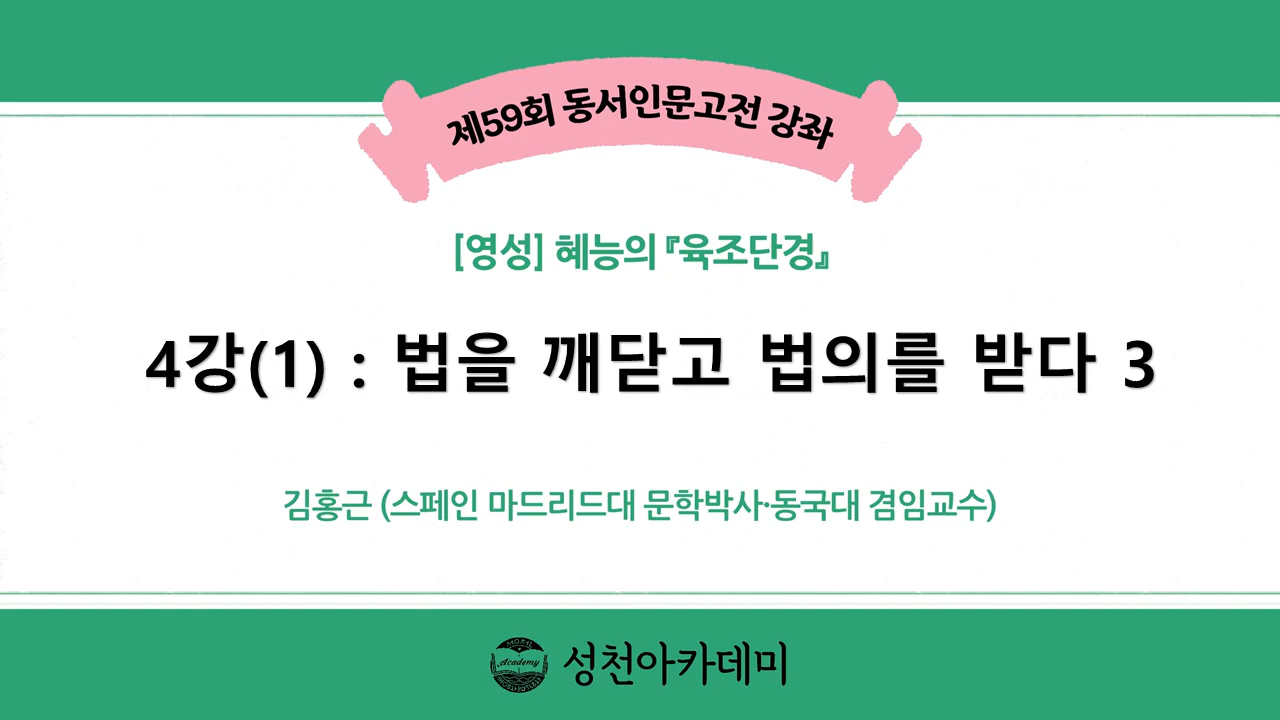 제59회 동서인문고전 강좌
[영성] 혜능의 『육조단경』
4강(1) : 법을 깨닫고 법의를 받다 3
김홍근 (스페인 마드리드대 문학박사·동국대 겸임교수)
Academy
성천아카데미